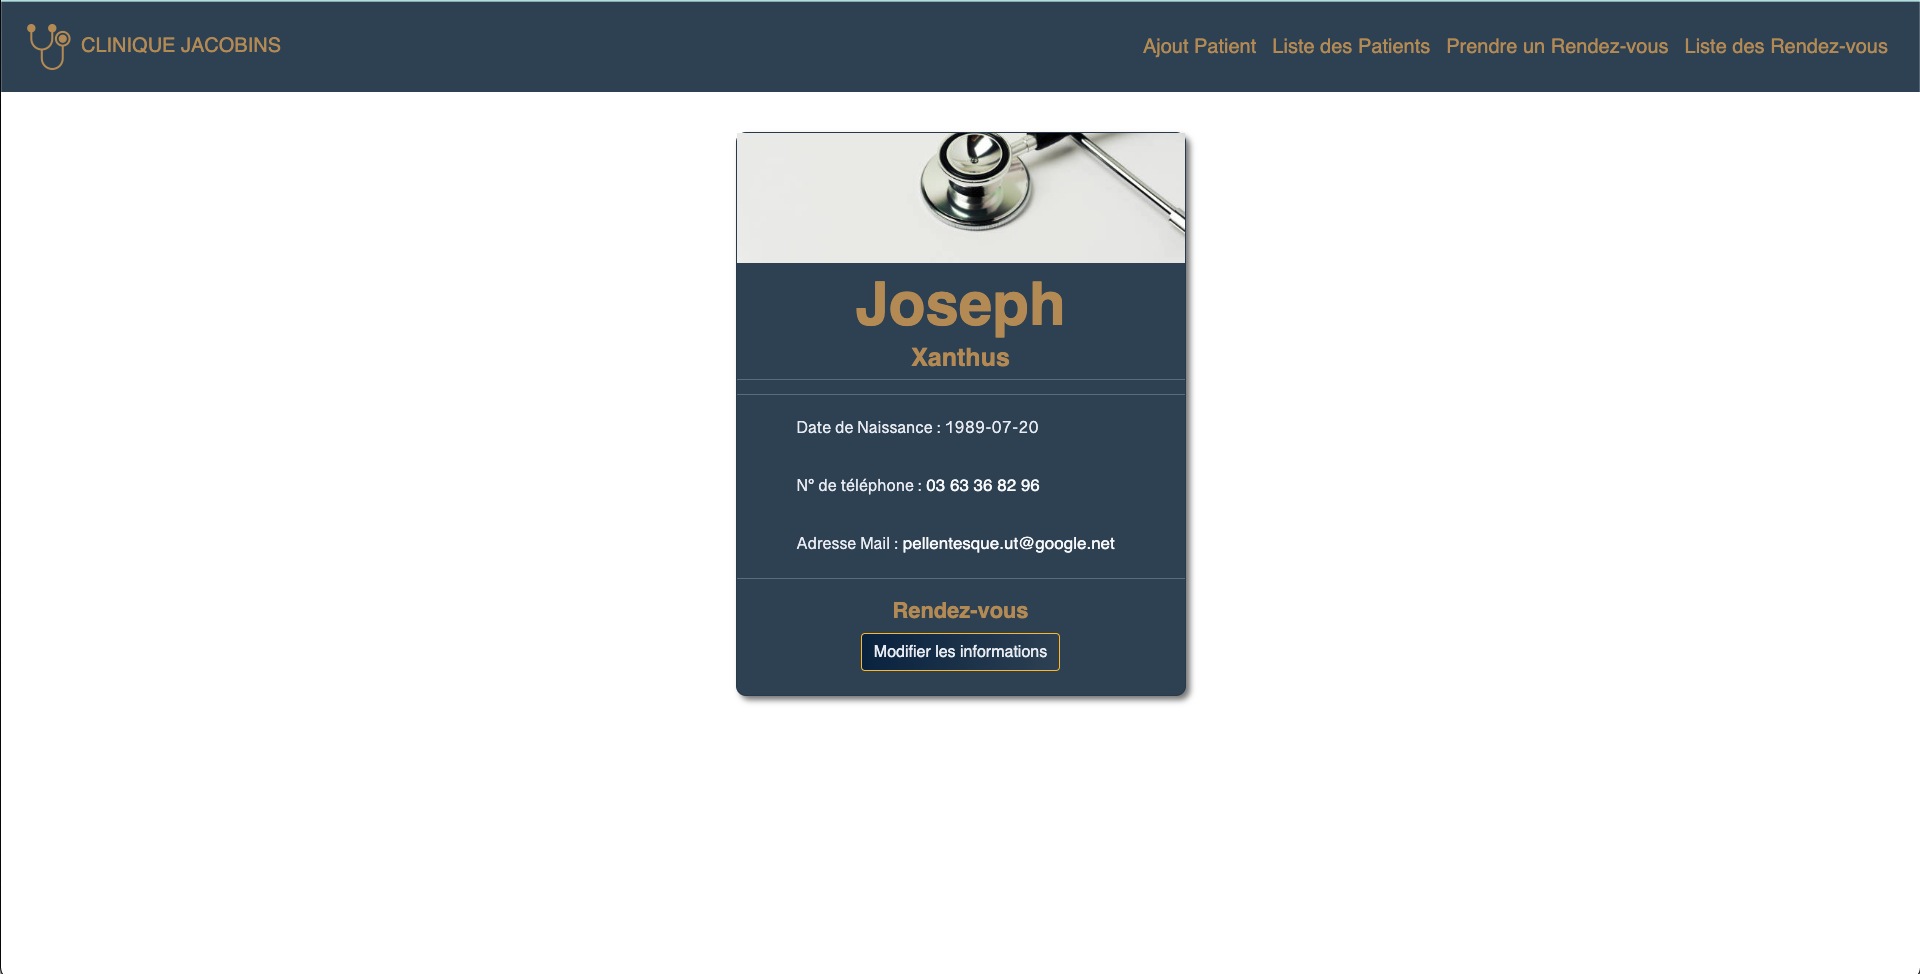 CLINIQUE JACOBINS
Ajout Patient Liste des Patients Prendre un Rendez-vous Liste des Rendez-vous
Joseph
Xanthus
Date de Naissance : 1989-07-20
N° de téléphone : 03 63 36 82 96
Adresse Mail : pellentesque.ut@google.net
Rendez-vous
Modifier les informations